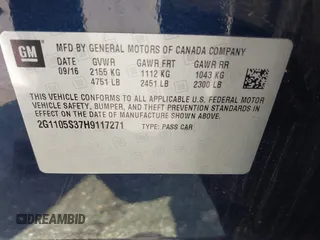 GM
MFD BY GENERAL MOTORS OF CANADA COMPANY
DATE GVWR GAWR FRT GAWR RR
09/16 2155 KG 1112 KG 1043 KG
4751 LB 2451 LB 2300 LB
THIS VEHICLE CONFORMS TO ALL APPLICABLE U.S. FEDERAL MOTOR
VEHICLE SAFETY, BUMPER, AND THEFT PREVENTION STANDARDS
IN EFFECT ON THE DATE OF MANUFACTURE SHOWN ABOVE.
2G1105S37H9117271 TYPE: PASS CAR
autobidmaster